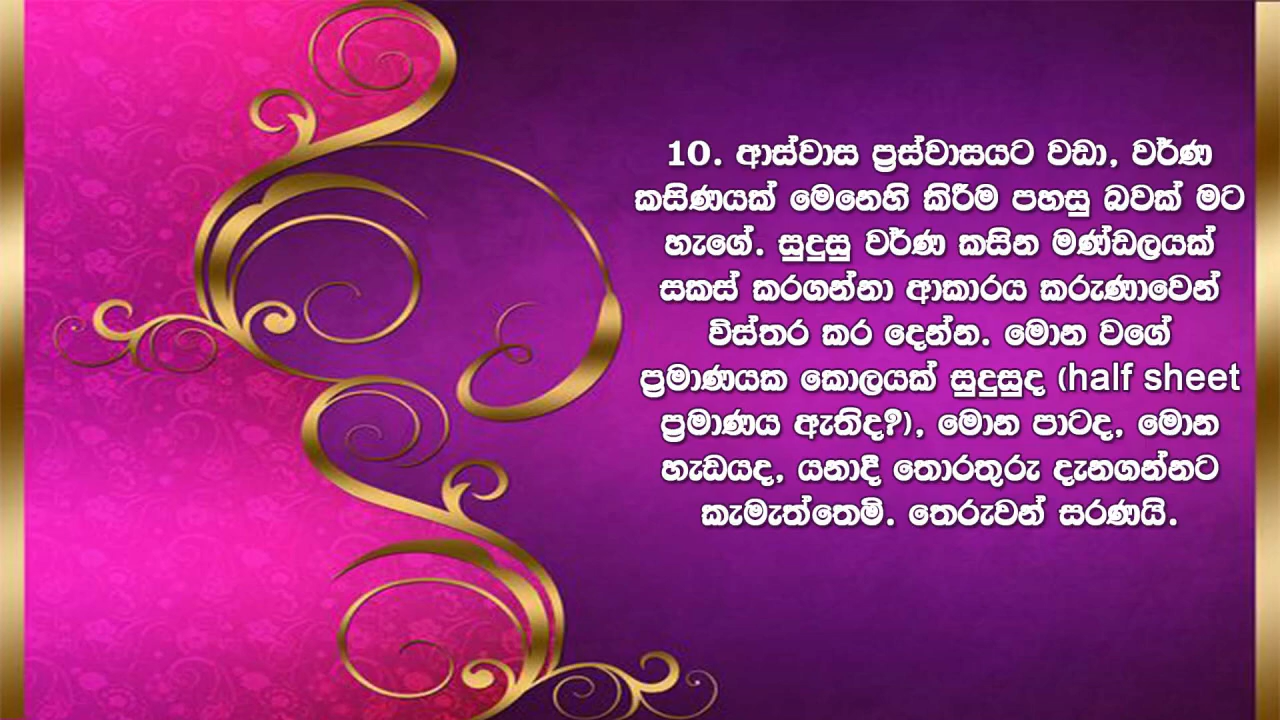 10. ආස්වාස ප්‍රස්වාසයට වඩා, වර්ණ
කසිණයක් මෙනෙහි කිරීම පහසු බවක් මට
හැගේ. සුදුසු වර්ණ කසින මණ්ඩලයක්
සකස් කරගන්නා ආකාරය කරුණාවෙන්
විස්තර කර දෙන්න. මොන වගේ
ප්‍රමාණයක කොලයක් සුදුසුද (half sheet
ප්‍රමාණය ඇතිද?), මොන පාටද, මොන
හැඩයද, යනාදී තොරතුරු දැනගන්නට
කැමැත්තෙමි. තෙරුවන් සරණයි.